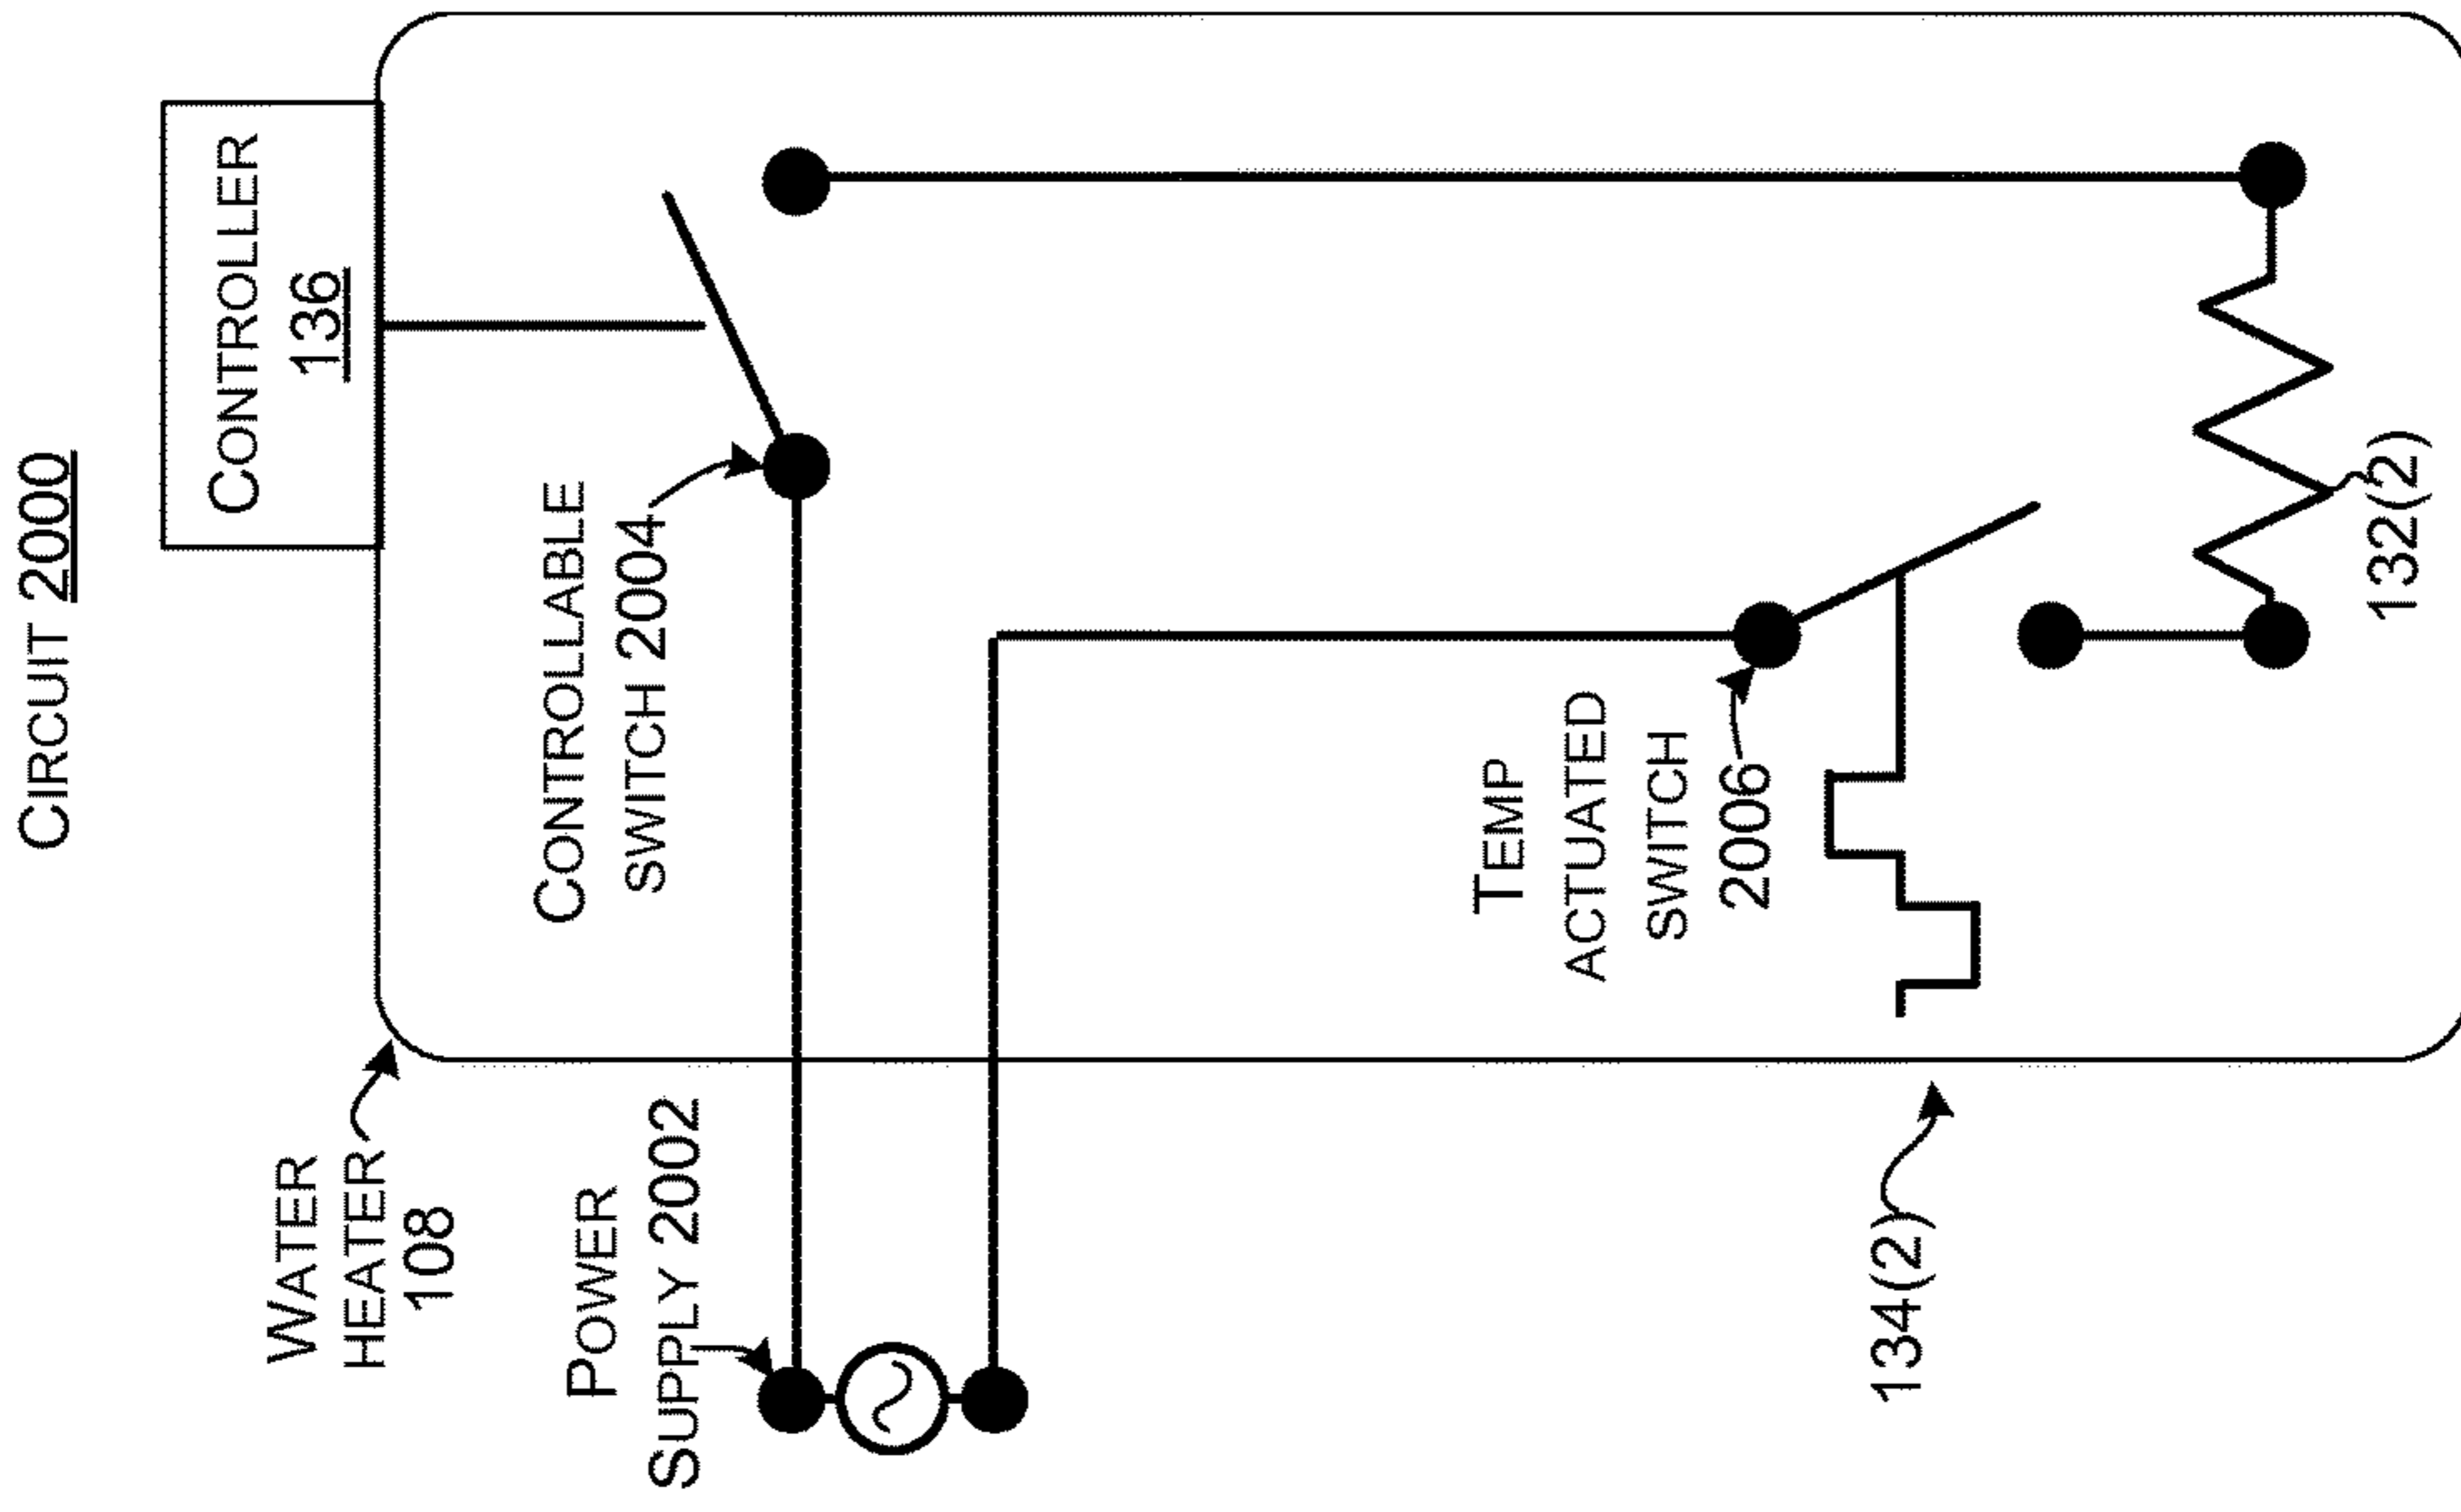 CIRCUIT 2000
CONTROLLER
136
WATER
HEATER
108
CONTROLLABLE
SWITCH 2004
POWER
SUPPLY 2002
TEMP
ACTUATED
SWITCH
2006
134(2)
132(2)